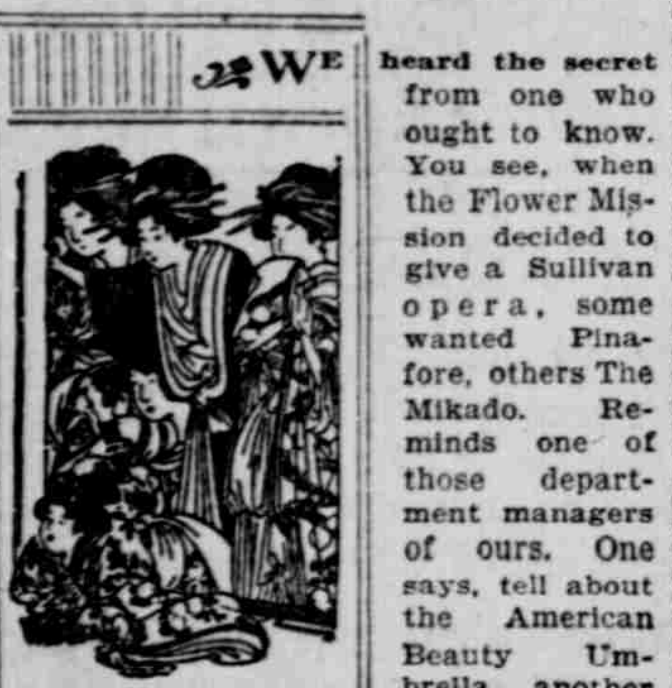 WE heard the secret
from one who
ought to know.
You see, when
the Flower Mis-
sion decided to
give a Sullivan
opera, some
wanted Pina-
fore, others The
Mikado. Re-
minds one of
those depart-
ment managers
of ours. One
says, tell about
the American
Beauty Um-
brella, another